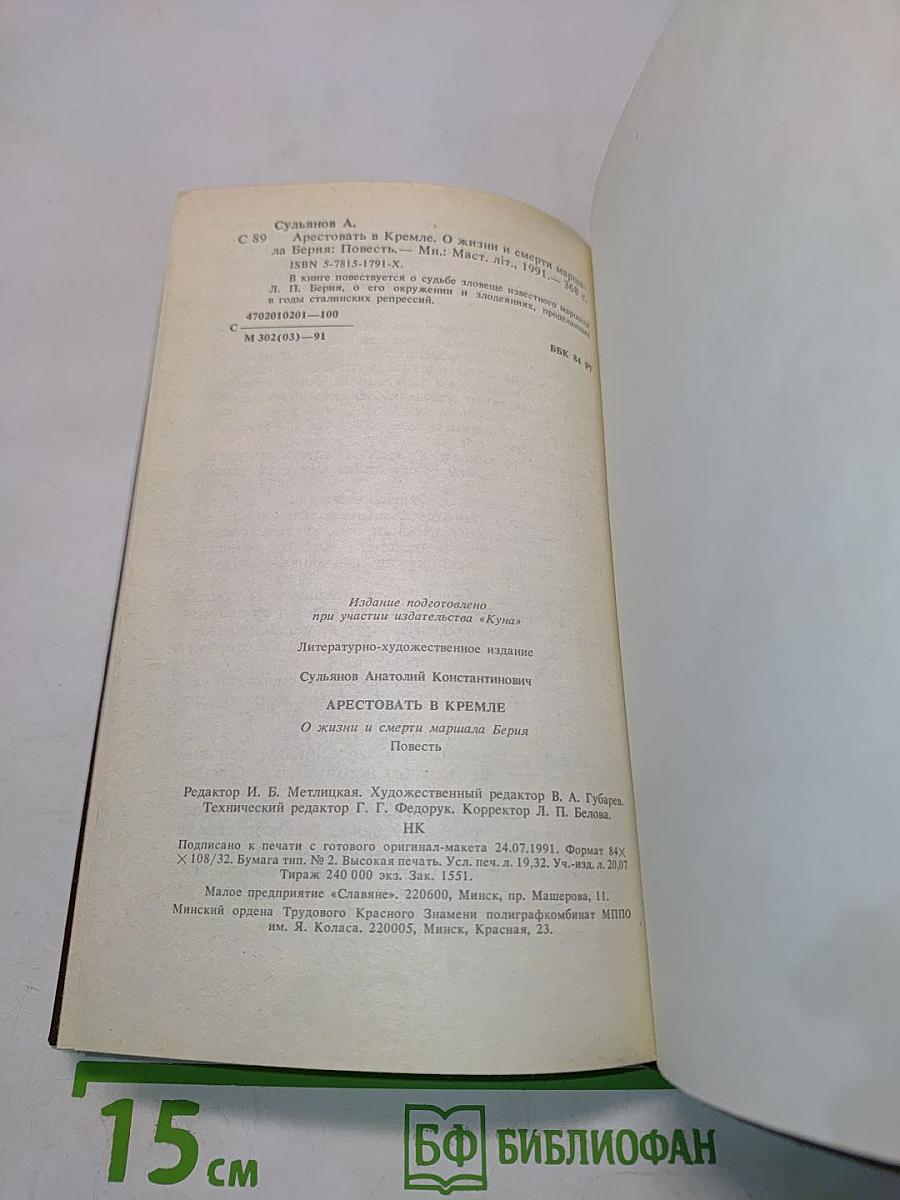 Сульянов А.
С 89 Арестовать в Кремле. О жизни и смерти марша-
ла Берия: Повесть.— Мн.: Маст. літ., 1991.— 368 с.
ISBN 5-7815-1791-X.
В книге повествуется о судьбе зловеще известного маршала
Л. П. Берия, о его окружении и злодеяниях, проделанных
в годы сталинских репрессий.
4702010201—100
С
М 302(03)—91
ББК 84 Р7
Издание подготовлено
при участии издательства «Куна»
Литературно-художественное издание
Сульянов Анатолий Константинович
АРЕСТОВАТЬ В КРЕМЛЕ
О жизни и смерти маршала Берия
Повесть
Редактор И. Б. Метлицкая. Художественный редактор В. А. Губарев.
Технический редактор Г. Г. Федорук. Корректор Л. П. Белова.
НК
Подписано к печати с готового оригинал-макета 24.07.1991. Формат 84×
×108/32. Бумага тип. № 2. Высокая печать. Усл. печ. л. 19,32. Уч.-изд. л. 20,07
Тираж 240 000 экз. Зак. 1551.
Малое предприятие «Славяне». 220600, Минск, пр. Машерова, 11.
Минский ордена Трудового Красного Знамени полиграфкомбинат МППО
им. Я. Коласа. 220005, Минск, Красная, 23.
15 см
БФ БИБЛИОФАН